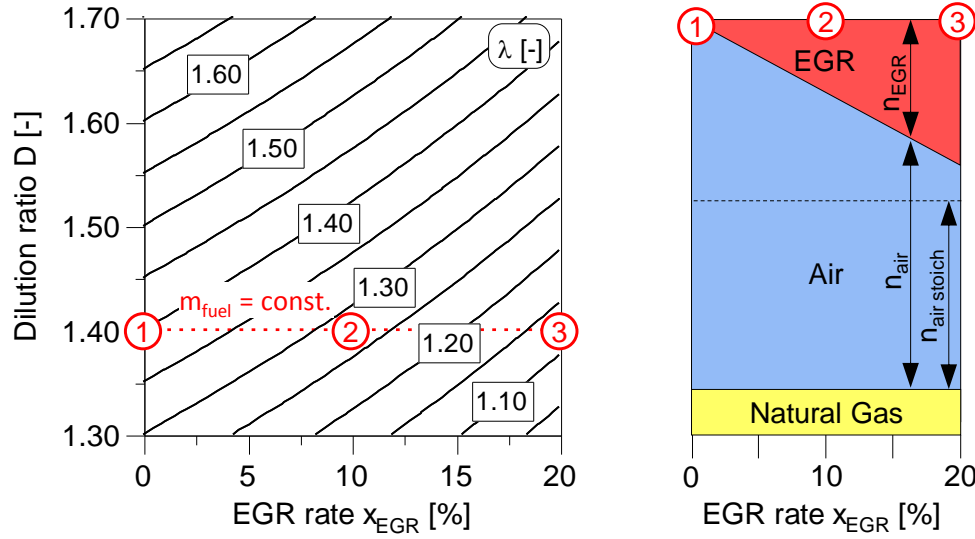 1.70
1.60
1.50
1.40
1.30
Dilution ratio D [-]
λ [-]
1.60
1.50
1.40
1.30
1.20
1.10
m_fuel = const.
1
2
3
0
5
10
15
20
EGR rate x_EGR [%]
1
2
3
EGR
n_EGR
Air
n_air
n_air stoich
Natural Gas
0
10
20
EGR rate x_EGR [%]